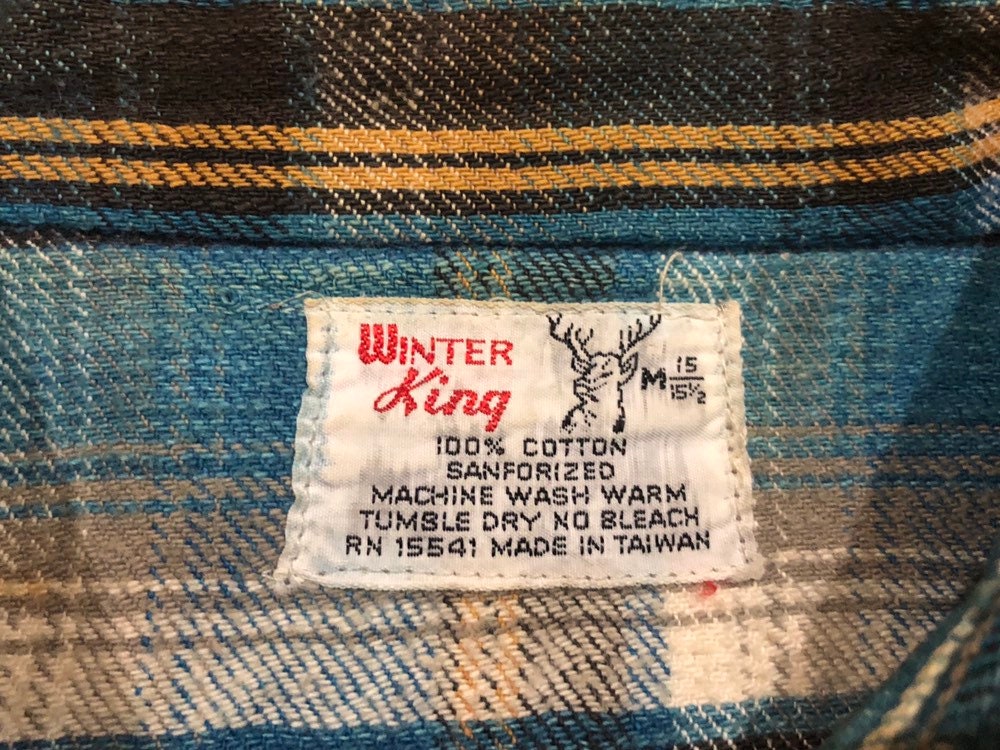 WINTER
King
M 15/15½
100% COTTON
SANFORIZED
MACHINE WASH WARM
TUMBLE DRY NO BLEACH
RN 15541 MADE IN TAIWAN